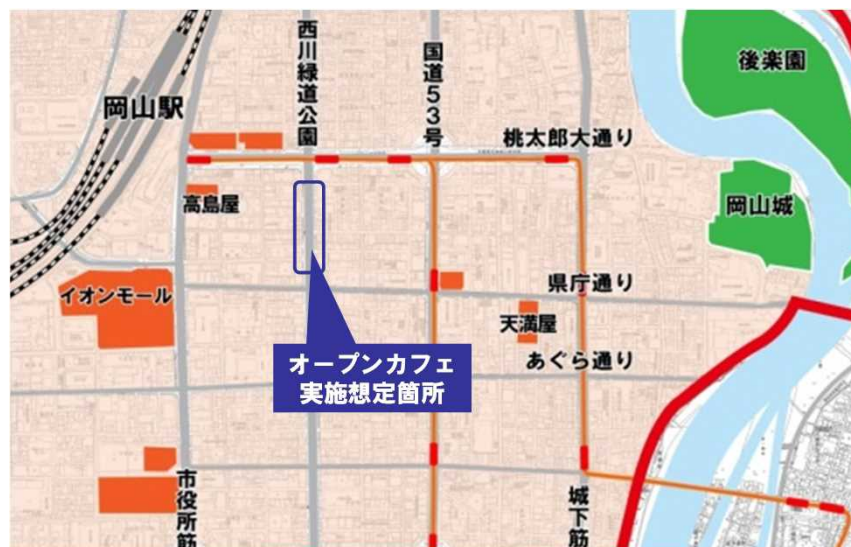 西川緑道公園
国道53号
後楽園
岡山駅
桃太郎大通り
高島屋
岡山城
イオンモール
県庁通り
天満屋
あくら通り
オープンカフェ
実施想定箇所
市役所筋
城下筋